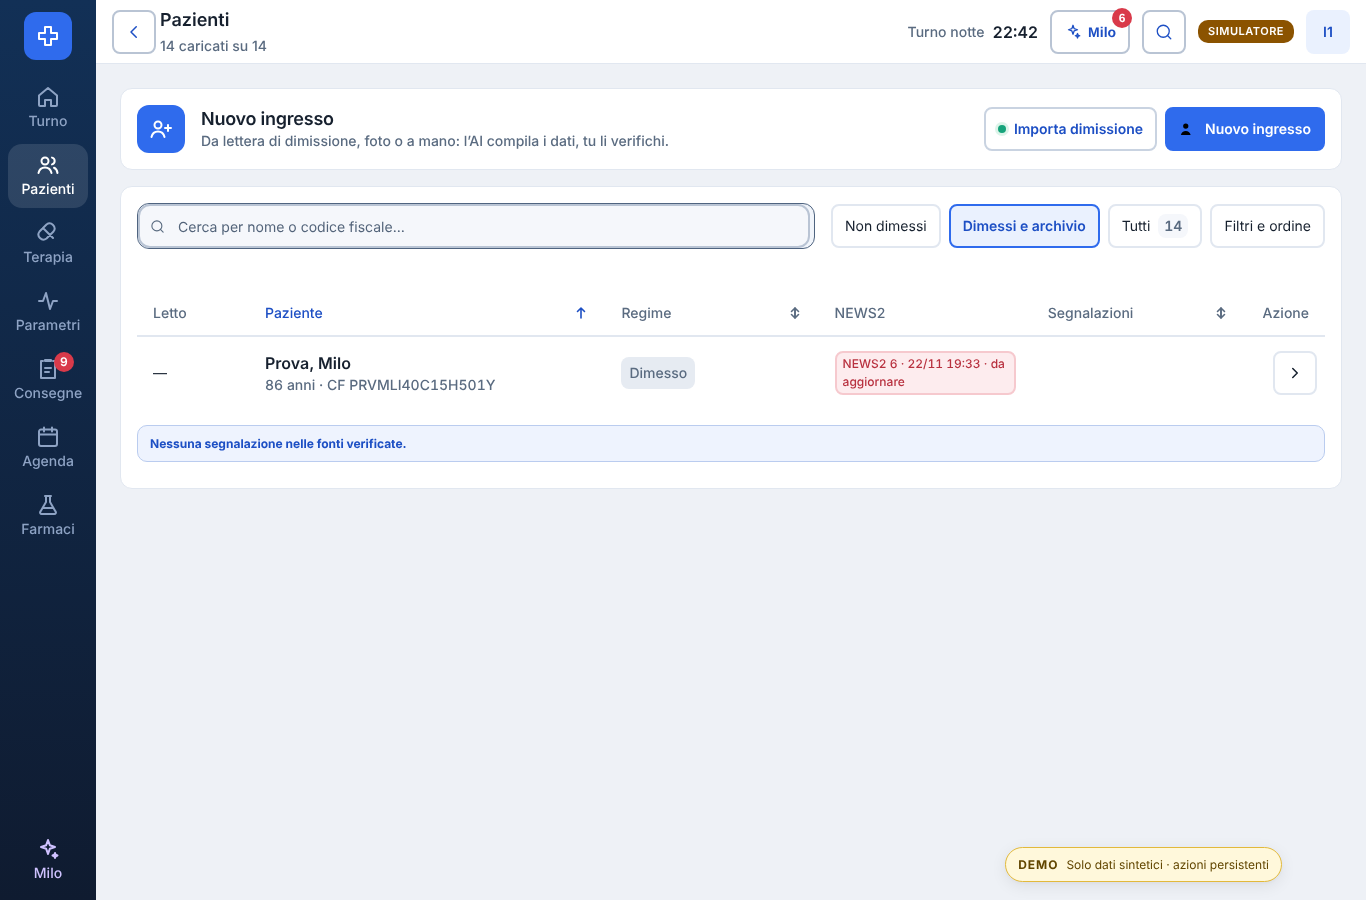 Turno
Pazienti
Terapia
Parametri
9
Consegne
Agenda
Farmaci
Milo
Pazienti
14 caricati su 14
Turno notte 22:42
Milo
6
SIMULATORE
I1
Nuovo ingresso
Da lettera di dimissione, foto o a mano: l’AI compila i dati, tu li verifichi.
Importa dimissione
Nuovo ingresso
Cerca per nome o codice fiscale...
Non dimessi
Dimessi e archivio
Tutti 14
Filtri e ordine
Letto
Paziente
Regime
NEWS2
Segnalazioni
Azione
—
Prova, Milo
86 anni · CF PRVMLI40C15H501Y
Dimesso
NEWS2 6 · 22/11 19:33 · da
aggiornare
Nessuna segnalazione nelle fonti verificate.
DEMO Solo dati sintetici · azioni persistenti